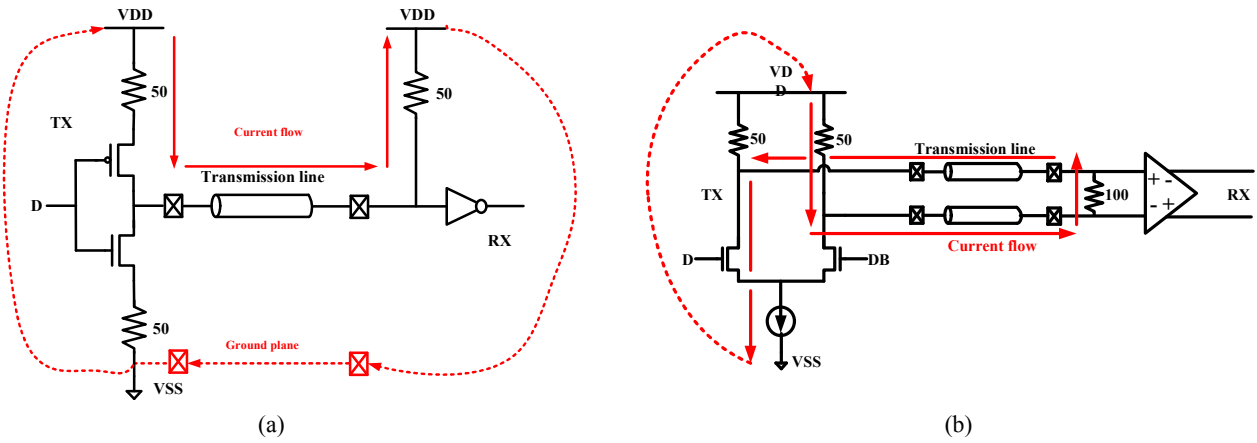 VDD
VDD
50
50
TX
Current flow
Transmission line
D
RX
50
Ground plane
VSS
(a)
VD
D
50
50
Transmission line
TX
100
+ -
- +
RX
Current flow
D
DB
VSS
(b)